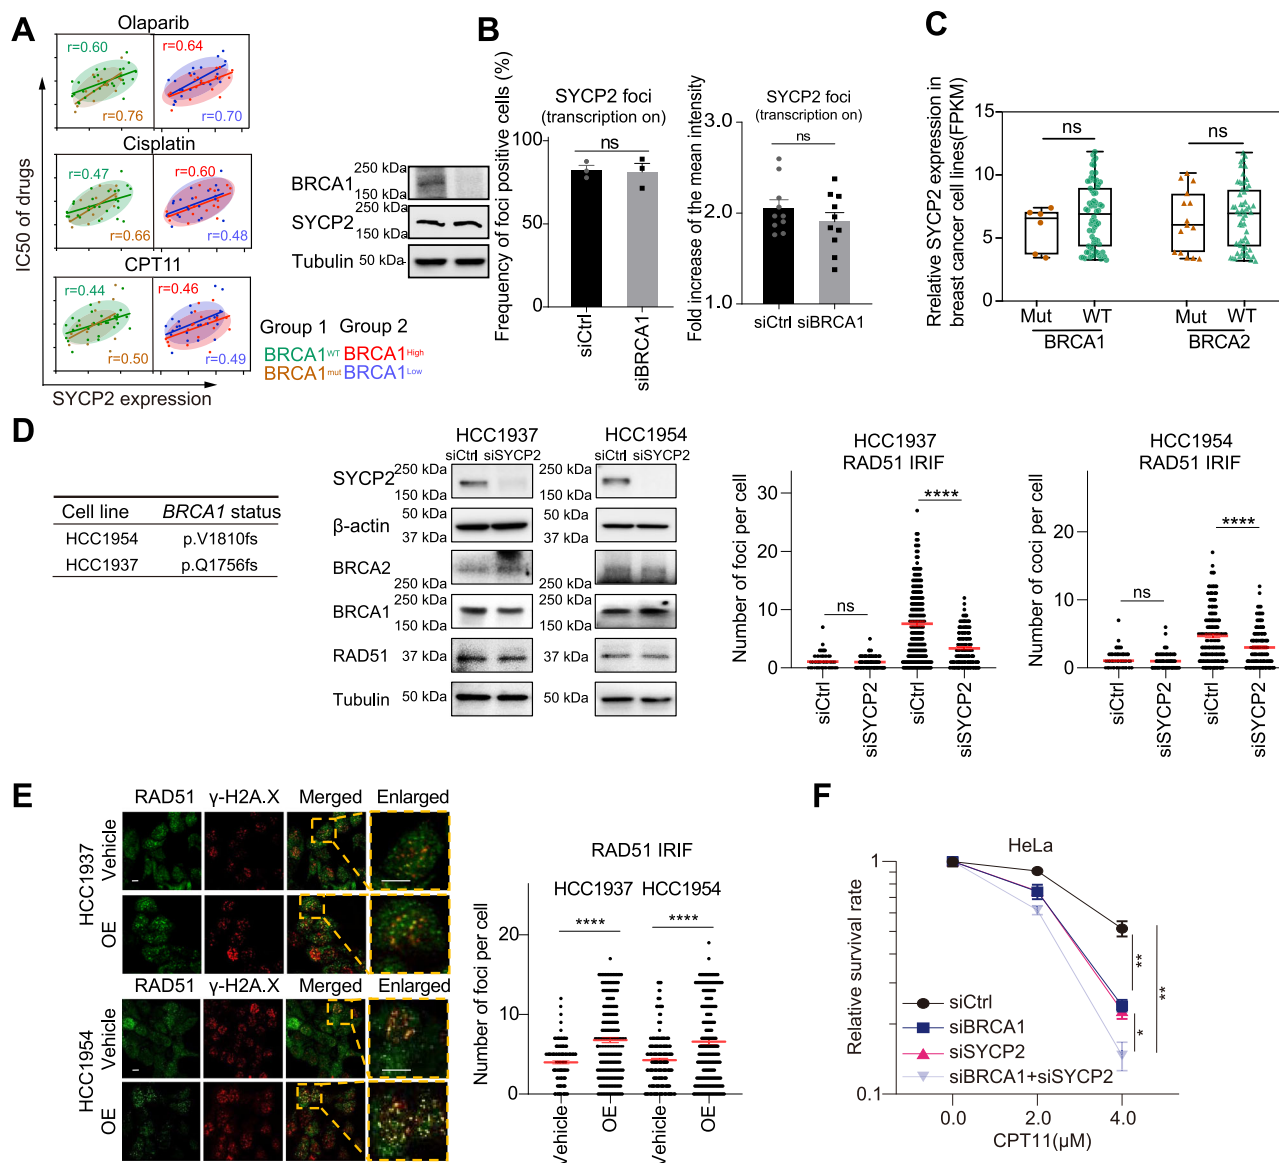 A
Olaparib
r=0.60
r=0.64
r=0.76
r=0.70
Cisplatin
r=0.47
r=0.60
r=0.66
r=0.48
CPT11
r=0.44
r=0.46
r=0.50
r=0.49
IC50 of drugs
SYCP2 expression
Group 1 Group 2
BRCA1WT BRCA1High
BRCA1mut BRCA1Low
B
BRCA1
250 kDa
150 kDa
SYCP2
250 kDa
150 kDa
Tubulin
50 kDa
Frequency of foci positive cells (%)
SYCP2 foci
(transcription on)
ns
100
50
0
siCtrl
siBRCA1
Fold increase of the mean intensity
SYCP2 foci
(transcription on)
ns
3.0
2.0
1.0
siCtrl siBRCA1
C
Rrelative SYCP2 expression in
breast cancer cell lines(FPKM)
15
10
5
0
ns
ns
Mut WT Mut WT
BRCA1 BRCA2
D
Cell line BRCA1 status
HCC1954 p.V1810fs
HCC1937 p.Q1756fs
HCC1937 HCC1954
siCtrl siSYCP2 siCtrl siSYCP2
SYCP2
250 kDa
150 kDa
250 kDa
150 kDa
β-actin
50 kDa
37 kDa
50 kDa
37 kDa
BRCA2
250 kDa
250 kDa
BRCA1
250 kDa
150 kDa
250 kDa
150 kDa
RAD51
37 kDa
37 kDa
Tubulin
50 kDa
50 kDa
HCC1937
RAD51 IRIF
Number of foci per cell
30
20
10
0
ns
****
siCtrl
siSYCP2
siCtrl
siSYCP2
HCC1954
RAD51 IRIF
Number of coci per cell
20
10
0
ns
****
siCtrl
siSYCP2
siCtrl
siSYCP2
E
RAD51 γ-H2A.X Merged Enlarged
HCC1937
Vehicle
OE
RAD51 γ-H2A.X Merged Enlarged
HCC1954
Vehicle
OE
RAD51 IRIF
HCC1937 HCC1954
****
****
Number of foci per cell
20
10
0
Vehicle
OE
Vehicle
OE
F
HeLa
Relative survival rate
1
0.1
**
*
**
siCtrl
siBRCA1
siSYCP2
siBRCA1+siSYCP2
0.0 2.0 4.0
CPT11(μM)